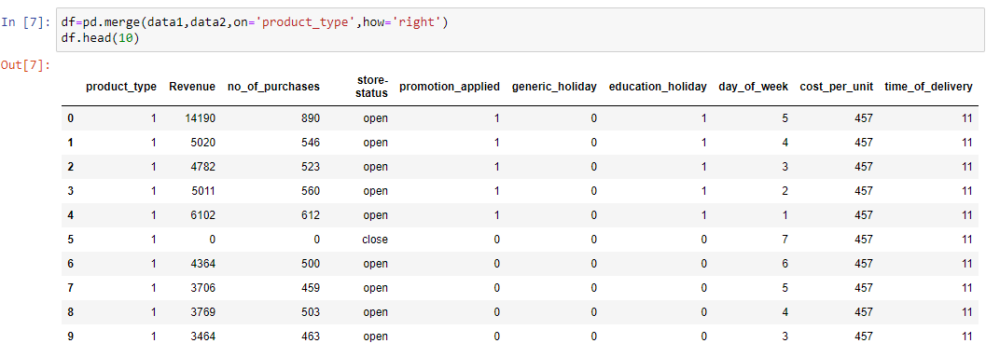 In [7]: df=pd.merge(data1,data2,on='product_type',how='right')
df.head(10)
Out[7]:
product_type Revenue no_of_purchases store-status promotion_applied generic_holiday education_holiday day_of_week cost_per_unit time_of_delivery
0 1 14190 890 open 1 0 1 5 457 11
1 1 5020 546 open 1 0 1 4 457 11
2 1 4782 523 open 1 0 1 3 457 11
3 1 5011 560 open 1 0 1 2 457 11
4 1 6102 612 open 1 0 1 1 457 11
5 1 0 0 close 0 0 0 7 457 11
6 1 4364 500 open 0 0 0 6 457 11
7 1 3706 459 open 0 0 0 5 457 11
8 1 3769 503 open 0 0 0 4 457 11
9 1 3464 463 open 0 0 0 3 457 11